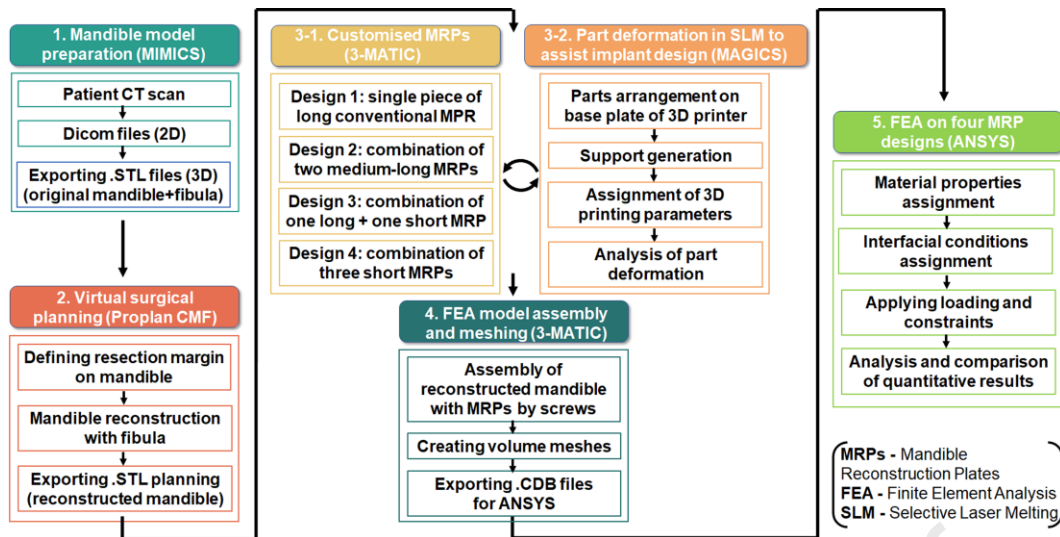 1. Mandible model
preparation (MIMICS)
Patient CT scan
Dicom files (2D)
Exporting .STL files (3D)
(original mandible+fibula)
2. Virtual surgical
planning (Proplan CMF)
Defining resection margin
on mandible
Mandible reconstruction
with fibula
Exporting .STL planning
(reconstructed mandible)
3-1. Customised MRPs
(3-MATIC)
Design 1: single piece of
long conventional MPR
Design 2: combination of
two medium-long MRPs
Design 3: combination of
one long + one short MRP
Design 4: combination of
three short MRPs
3-2. Part deformation in SLM to
assist implant design (MAGICS)
Parts arrangement on
base plate of 3D printer
Support generation
Assignment of 3D
printing parameters
Analysis of part
deformation
4. FEA model assembly
and meshing (3-MATIC)
Assembly of
reconstructed mandible
with MRPs by screws
Creating volume meshes
Exporting .CDB files
for ANSYS
5. FEA on four MRP
designs (ANSYS)
Material properties
assignment
Interfacial conditions
assignment
Applying loading and
constraints
Analysis and comparison
of quantitative results
MRPs - Mandible
Reconstruction Plates
FEA - Finite Element Analysis
SLM - Selective Laser Melting